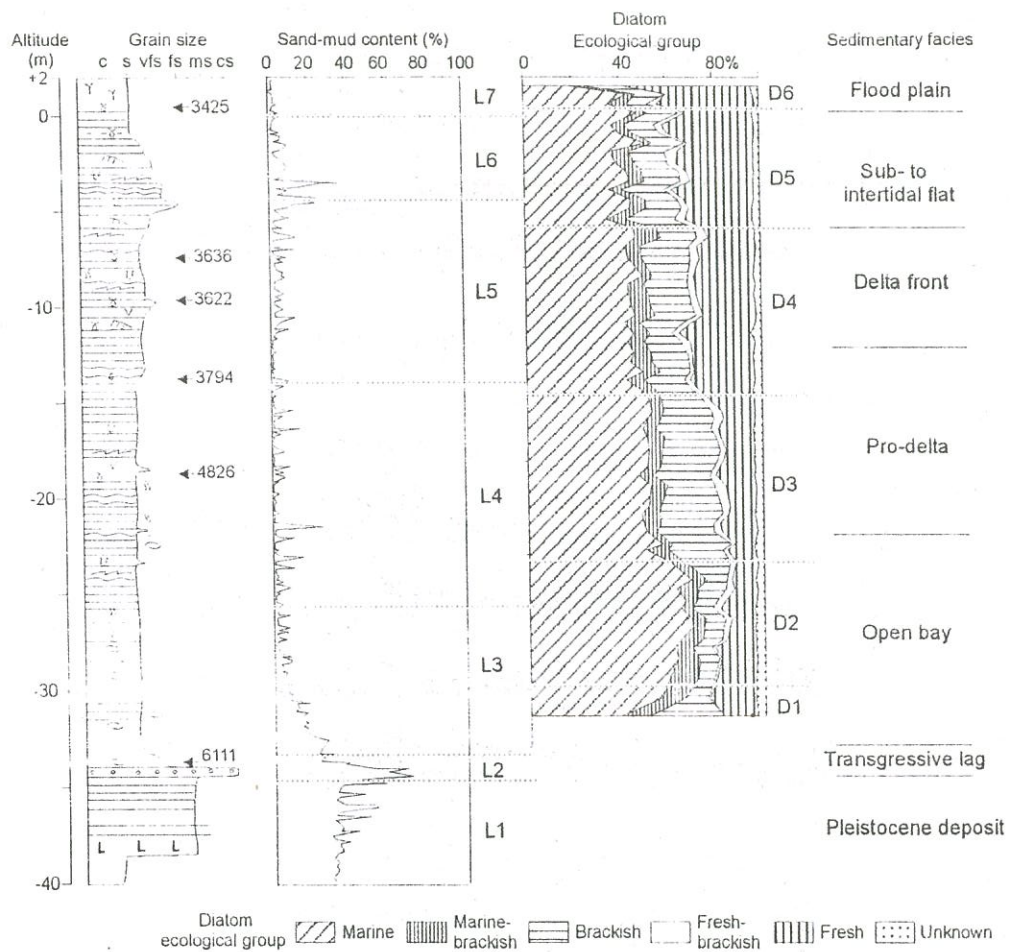 Diatom
Altitude Grain size Sand-mud content (%) Ecological group Sedimentary facies
(m) c s vfs fs ms cs
+2 0 20 40 60 80 100 0 40 80%
L7 D6 Flood plain
3425
0
L6
D5 Sub- to
intertidal flat
3636
L5 D4 Delta front
3622
-10
3794
Pro-delta
4826
L4 D3
-20
D2 Open bay
L3
-30
D1
6111
L2 Transgressive lag
L1 Pleistocene deposit
L L L
-40
Diatom
ecological group Marine Marine-
brackish Brackish Fresh-
brackish Fresh Unknown